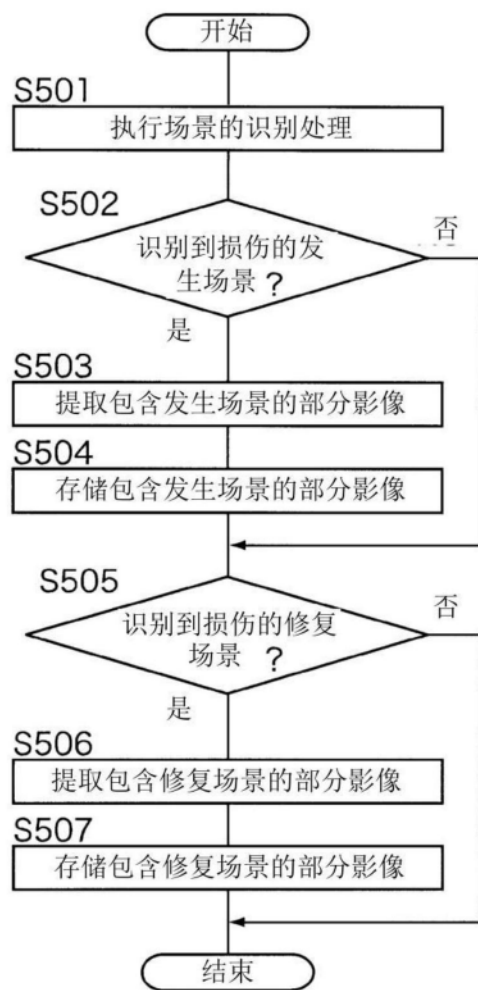 开始
S501
执行场景的识别处理
S502
否
识别到损伤的发
生场景?
是
S503
提取包含发生场景的部分影像
S504
存储包含发生场景的部分影像
S505
否
识别到损伤的修复
场景 ?
是
S506
提取包含修复场景的部分影像
S507
存储包含修复场景的部分影像
结束